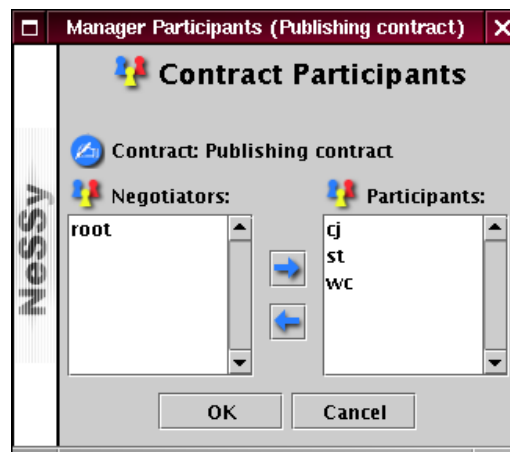 Manager Participants (Publishing contract)
Contract Participants
Contract: Publishing contract
Negotiators:
Participants:
root
cj
st
wc
OK
Cancel
NeSSy